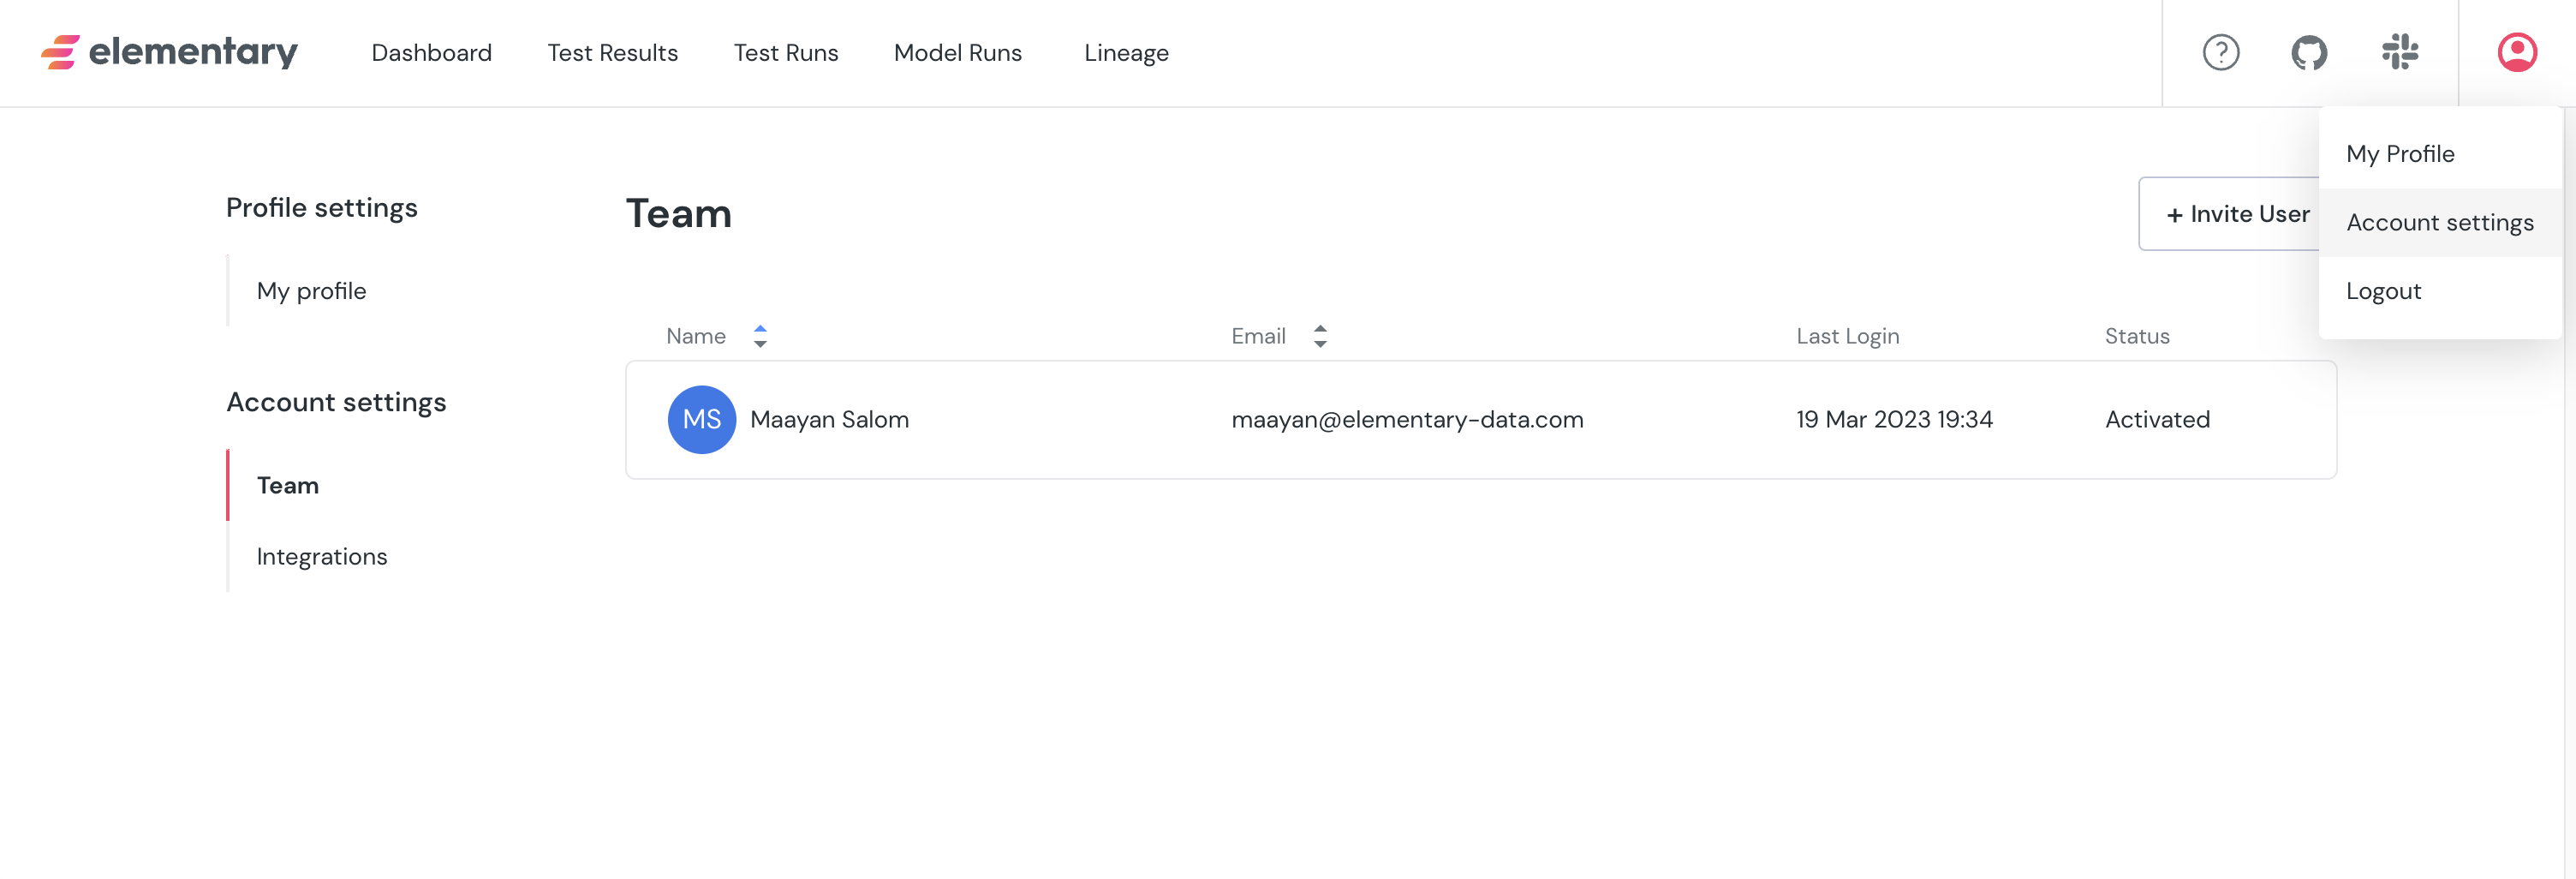 elementary Dashboard Test Results Test Runs Model Runs Lineage ?
My Profile
Account settings
Logout
Profile settings
My profile
Account settings
Team
Integrations
Team
+ Invite User
Name Email Last Login Status
MS Maayan Salom maayan@elementary-data.com 19 Mar 2023 19:34 Activated